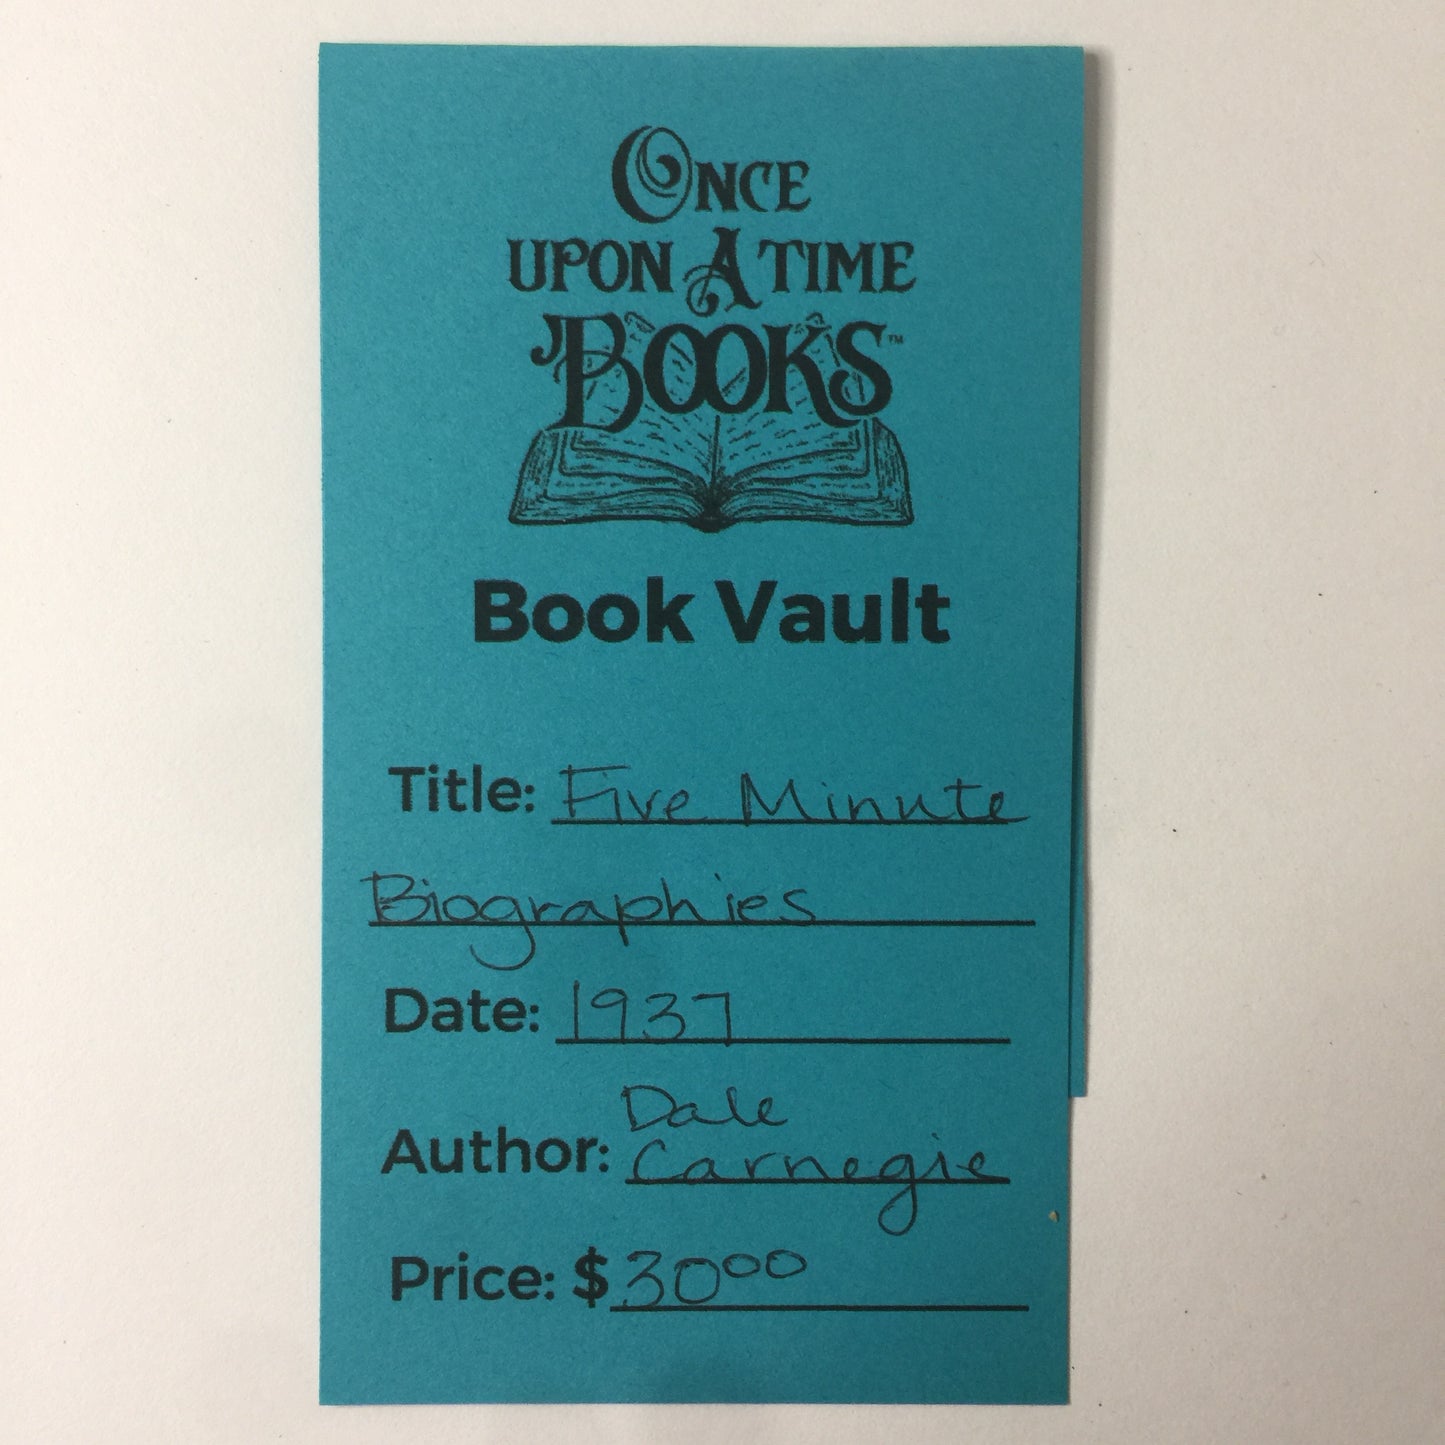 ONCE
UPON A TIME
BOOKS™
Book Vault
Title: Five Minute
Biographies
Date: 1937
Dale
Author: Carnegie
Price: $30⁰⁰